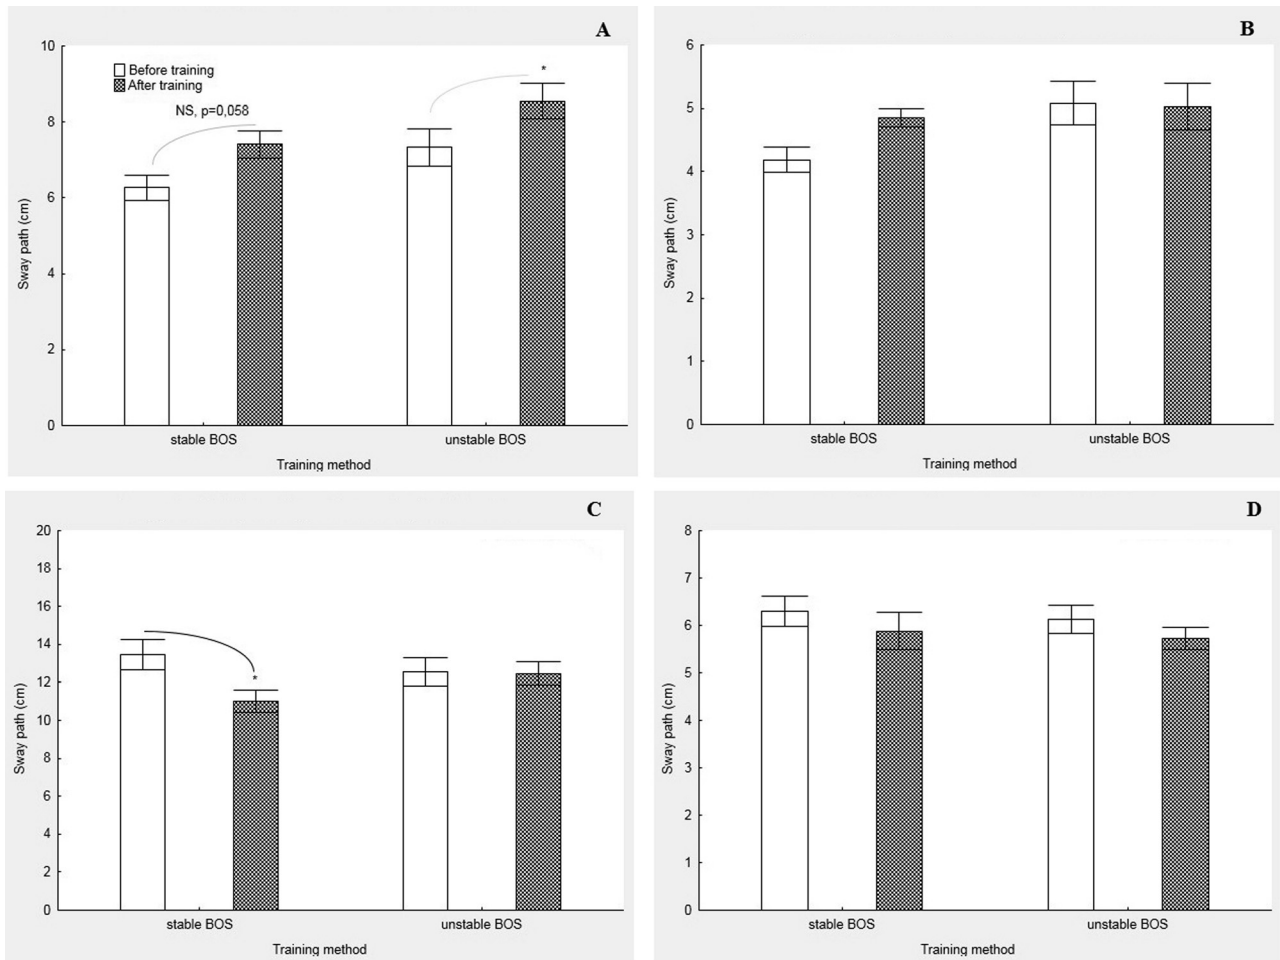 A
10
8
6
4
2
0
Before training
After training
NS, p=0,058
*
Sway path (cm)
stable BOS
unstable BOS
Training method
B
6
5
4
3
2
1
0
Sway path (cm)
stable BOS
unstable BOS
Training method
C
20
18
16
14
12
10
8
6
4
2
0
*
Sway path (cm)
stable BOS
unstable BOS
Training method
D
8
7
6
5
4
3
2
1
0
Sway path (cm)
stable BOS
unstable BOS
Training method